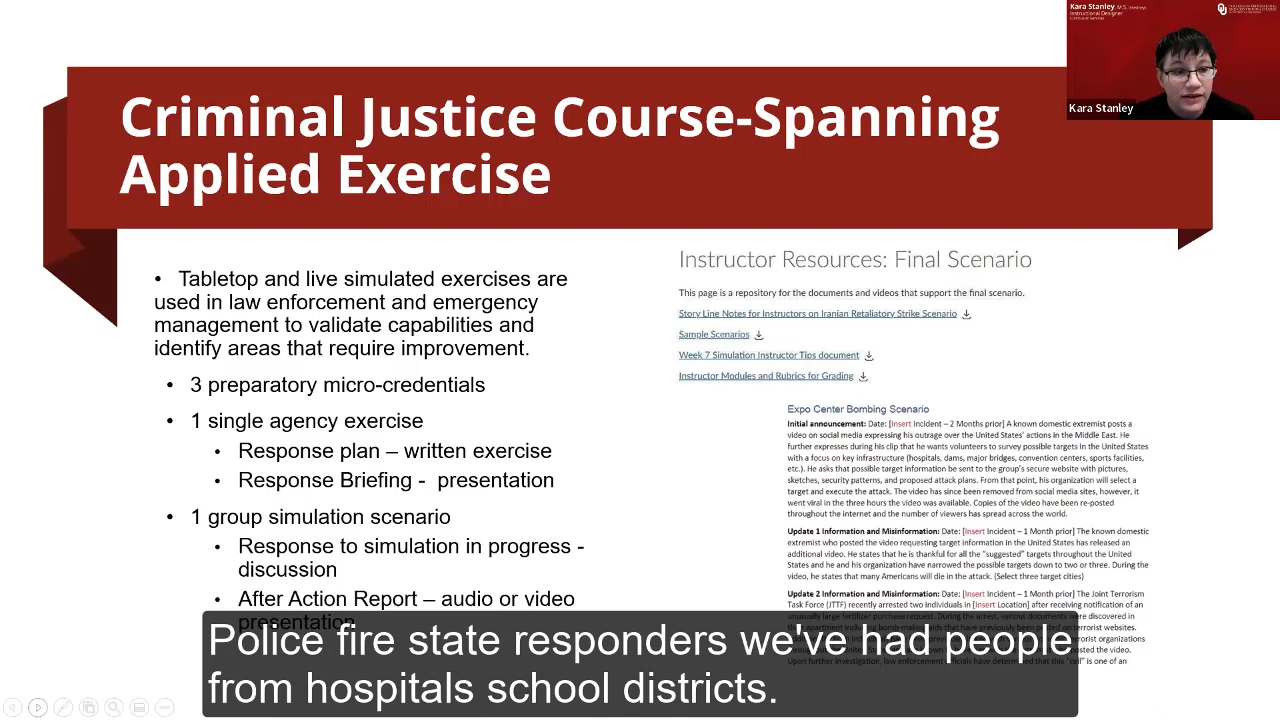 Kara Stanley, M.S.
Instructional Designer
Kara Stanley
Criminal Justice Course-Spanning
Applied Exercise
• Tabletop and live simulated exercises are
used in law enforcement and emergency
management to validate capabilities and
identify areas that require improvement.
• 3 preparatory micro-credentials
• 1 single agency exercise
• Response plan – written exercise
• Response Briefing - presentation
• 1 group simulation scenario
• Response to simulation in progress -
discussion
• After Action Report – audio or video
presentation
Instructor Resources: Final Scenario
This page is a repository for the documents and videos that support the final scenario.
Story Line Notes for Instructors on Iranian Retaliatory Strike Scenario
Sample Scenarios
Week 7 Simulation Instructor Tips document
Instructor Modules and Rubrics for Grading
Expo Center Bombing Scenario
Initial announcement: Date: [Insert Incident – 2 Months prior] A known domestic extremist posts a
video on social media expressing his outrage over the United States' actions in the Middle East. He
further expresses during his clip that he wants volunteers to survey possible targets in the United States
with a focus on key infrastructure (hospitals, dams, major bridges, convention centers, sports facilities,
etc.). He asks that possible target information be sent to the group's secure website with pictures,
sketches, security patterns, and proposed attack plans. From that point, his organization will select a
target and execute the attack. The video has since been removed from social media sites, however, it
went viral in the three hours the video was available. Copies of the video have been re-posted
throughout the internet and the number of viewers has spread across the world.
Update 1 Information and Misinformation: Date: [Insert Incident – 1 Month prior] The known domestic
extremist who posted the video requesting target information in the United States has released an
additional video. He states that he is thankful for all the "suggested" targets throughout the United
States and he and his organization have narrowed the possible targets down to two or three. During the
video, he states that many Americans will die in the attack. (Select three target cities)
Update 2 Information and Misinformation: Date: [Insert Incident – 1 Month prior] The Joint Terrorism
Task Force (JTTF) recently arrested two individuals in [Insert Location] after receiving notification of an
unusually large fertilizer purchase request. During the arrest, various documents were discovered in
Police fire state responders we've had people
from hospitals school districts.